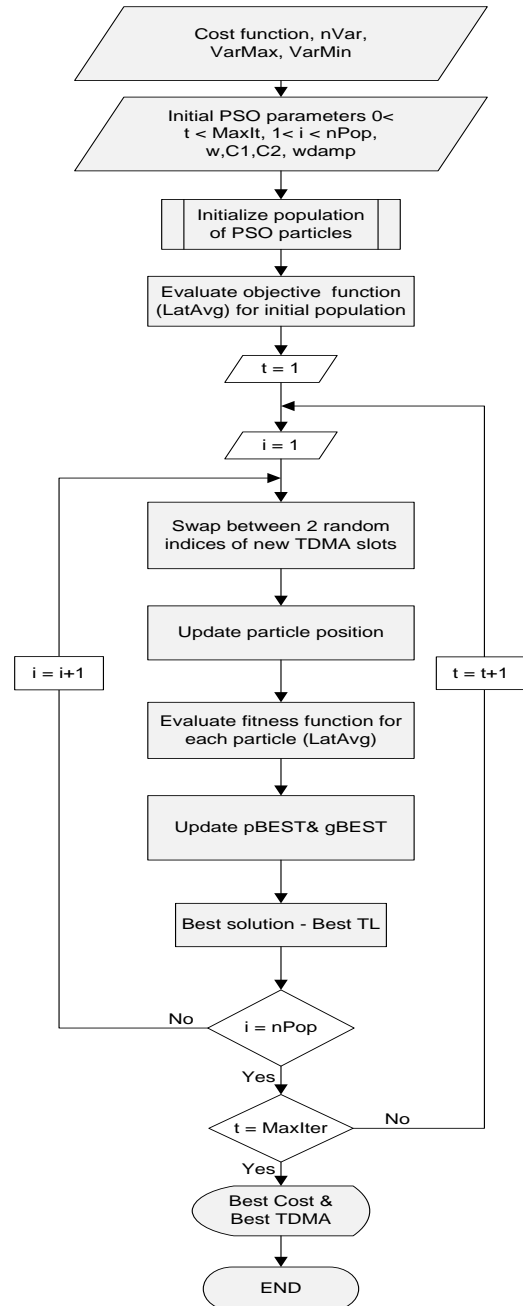 Cost function, nVar,
VarMax, VarMin
Initial PSO parameters 0<
t < MaxIt, 1< i < nPop,
w,C1,C2, wdamp
Initialize population
of PSO particles
Evaluate objective function
(LatAvg) for initial population
t = 1
i = 1
Swap between 2 random
indices of new TDMA slots
Update particle position
i = i+1
t = t+1
Evaluate fitness function for
each particle (LatAvg)
Update pBEST& gBEST
Best solution - Best TL
No
i = nPop
Yes
t = MaxIter
No
Yes
Best Cost &
Best TDMA
END